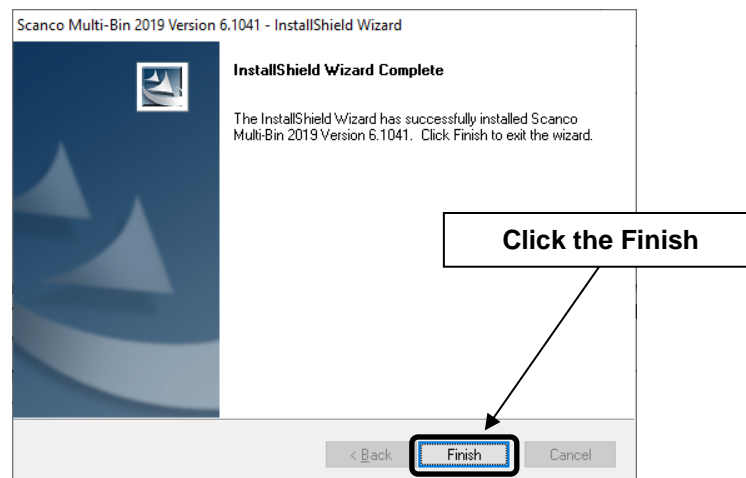 Scanco Multi-Bin 2019 Version 6.1041 - InstallShield Wizard
InstallShield Wizard Complete
The InstallShield Wizard has successfully installed Scanco
Multi-Bin 2019 Version 6.1041. Click Finish to exit the wizard.
Click the Finish
< Back
Finish
Cancel